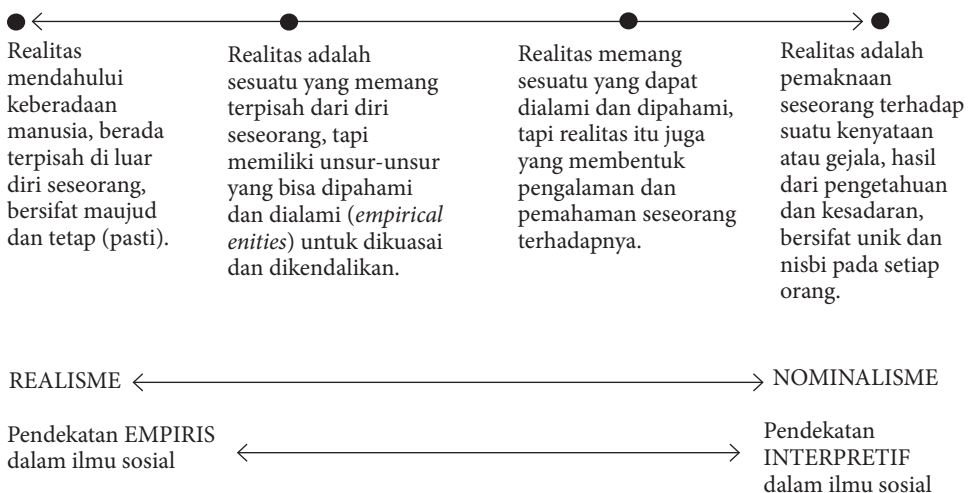 Realitas
mendahului
keberadaan
manusia, berada
terpisah di luar
diri seseorang,
bersifat maujud
dan tetap (pasti).
Realitas adalah
sesuatu yang memang
terpisah dari diri
seseorang, tapi
memiliki unsur-unsur
yang bisa dipahami
dan dialami (empirical
enities) untuk dikuasai
dan dikendalikan.
Realitas memang
sesuatu yang dapat
dialami dan dipahami,
tapi realitas itu juga
yang membentuk
pengalaman dan
pemahaman seseorang
terhadapnya.
Realitas adalah
pemaknaan
seseorang terhadap
suatu kenyataan
atau gejala, hasil
dari pengetahuan
dan kesadaran,
bersifat unik dan
nisbi pada setiap
orang.
REALISME
NOMINALISME
Pendekatan EMPIRIS
dalam ilmu sosial
Pendekatan
INTERPRETIF
dalam ilmu sosial